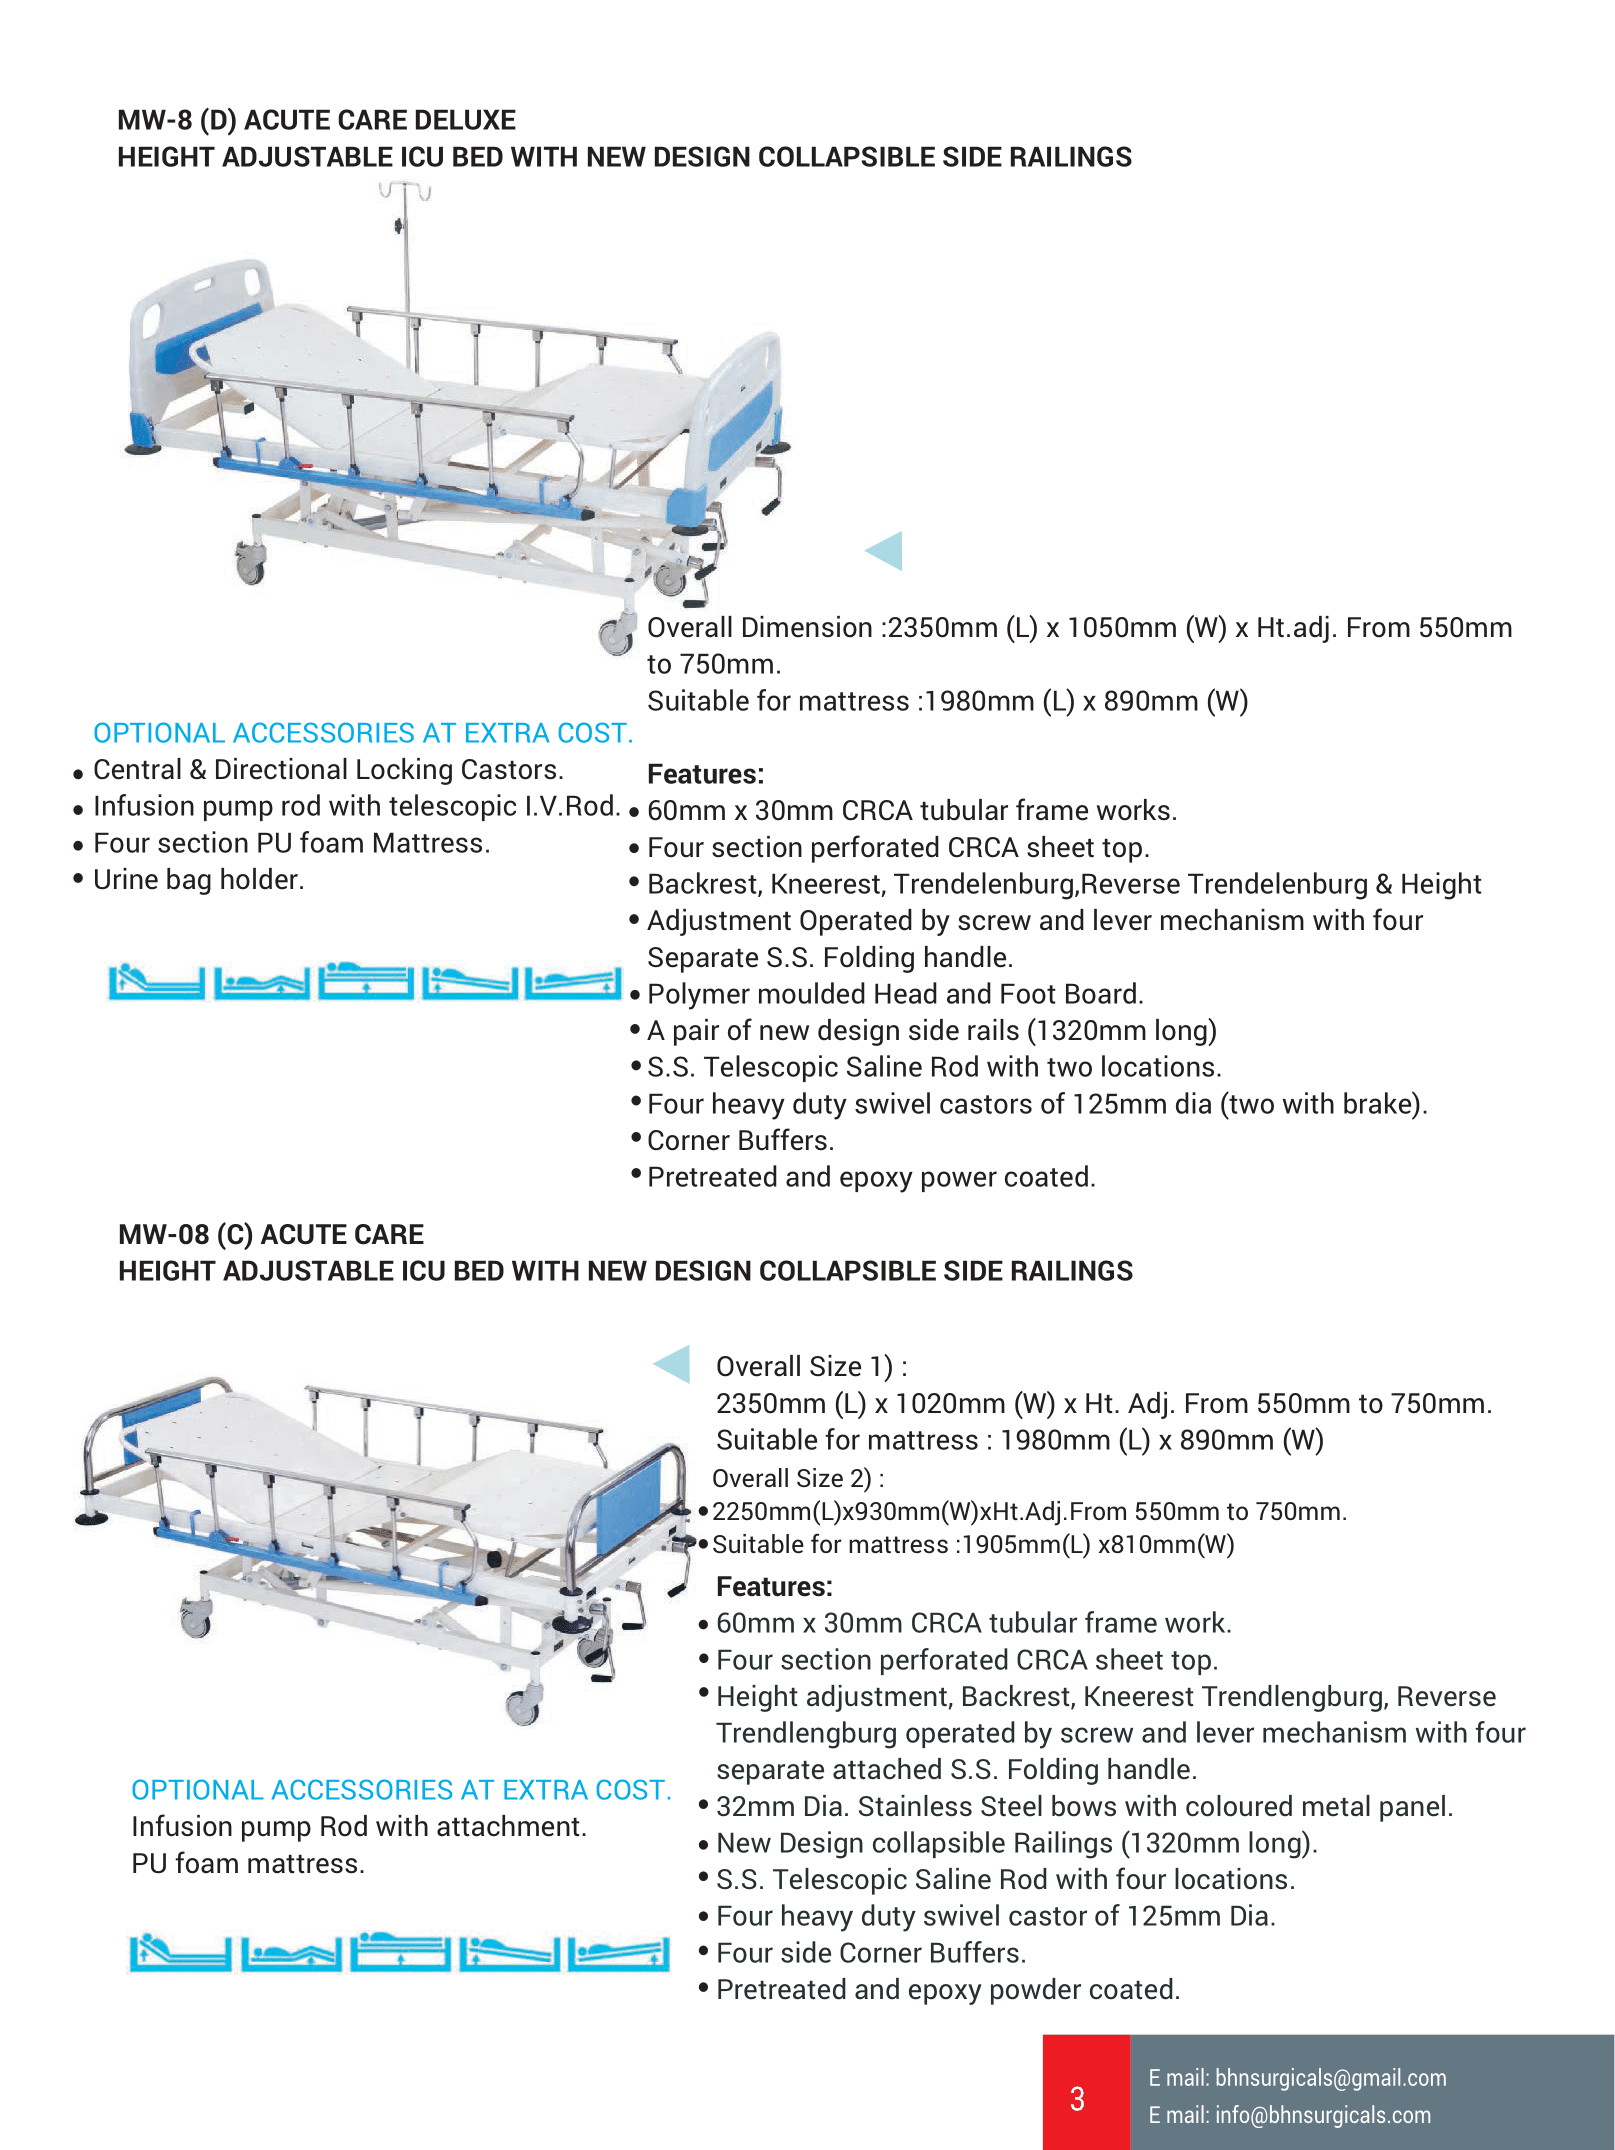 MW-8 (D) ACUTE CARE DELUXE
HEIGHT ADJUSTABLE ICU BED WITH NEW DESIGN COLLAPSIBLE SIDE RAILINGS
Overall Dimension :2350mm (L) x 1050mm (W) x Ht.adj. From 550mm
to 750mm.
Suitable for mattress :1980mm (L) x 890mm (W)
OPTIONAL ACCESSORIES AT EXTRA COST.
• Central & Directional Locking Castors.
• Infusion pump rod with telescopic I.V.Rod.
• Four section PU foam Mattress.
• Urine bag holder.
Features:
• 60mm x 30mm CRCA tubular frame works.
• Four section perforated CRCA sheet top.
• Backrest, Kneerest, Trendelenburg,Reverse Trendelenburg & Height
• Adjustment Operated by screw and lever mechanism with four
Separate S.S. Folding handle.
• Polymer moulded Head and Foot Board.
• A pair of new design side rails (1320mm long)
• S.S. Telescopic Saline Rod with two locations.
• Four heavy duty swivel castors of 125mm dia (two with brake).
• Corner Buffers.
• Pretreated and epoxy power coated.
MW-08 (C) ACUTE CARE
HEIGHT ADJUSTABLE ICU BED WITH NEW DESIGN COLLAPSIBLE SIDE RAILINGS
Overall Size 1) :
2350mm (L) x 1020mm (W) x Ht. Adj. From 550mm to 750mm.
Suitable for mattress : 1980mm (L) x 890mm (W)
Overall Size 2) :
• 2250mm(L)x930mm(W)xHt.Adj.From 550mm to 750mm.
• Suitable for mattress :1905mm(L) x810mm(W)
Features:
• 60mm x 30mm CRCA tubular frame work.
• Four section perforated CRCA sheet top.
• Height adjustment, Backrest, Kneerest Trendlengburg, Reverse
Trendlengburg operated by screw and lever mechanism with four
separate attached S.S. Folding handle.
• 32mm Dia. Stainless Steel bows with coloured metal panel.
• New Design collapsible Railings (1320mm long).
• S.S. Telescopic Saline Rod with four locations.
• Four heavy duty swivel castor of 125mm Dia.
• Four side Corner Buffers.
• Pretreated and epoxy powder coated.
OPTIONAL ACCESSORIES AT EXTRA COST.
Infusion pump Rod with attachment.
PU foam mattress.
3
E mail: bhnsurgicals@gmail.com
E mail: info@bhnsurgicals.com